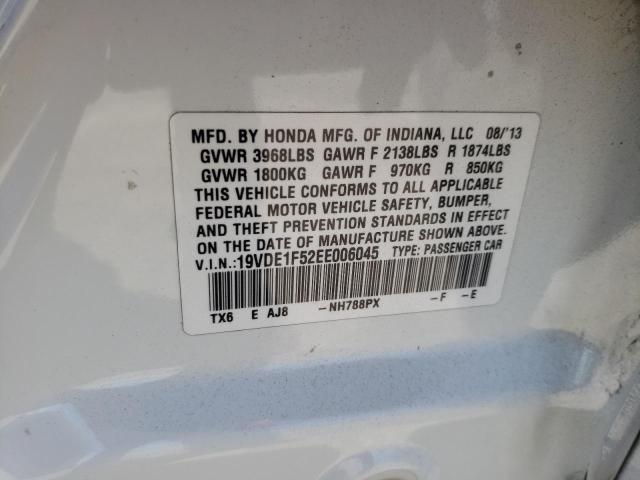 MFD. BY HONDA MFG. OF INDIANA, LLC 08/'13
GVWR 3968LBS GAWR F 2138LBS R 1874LBS
GVWR 1800KG GAWR F 970KG R 850KG
THIS VEHICLE CONFORMS TO ALL APPLICABLE
FEDERAL MOTOR VEHICLE SAFETY, BUMPER,
AND THEFT PREVENTION STANDARDS IN EFFECT
ON THE DATE OF MANUFACTURE SHOWN ABOVE.
V.I.N.:19VDE1F52EE006045 TYPE: PASSENGER CAR
TX6 E AJ8 -NH788PX -F -E